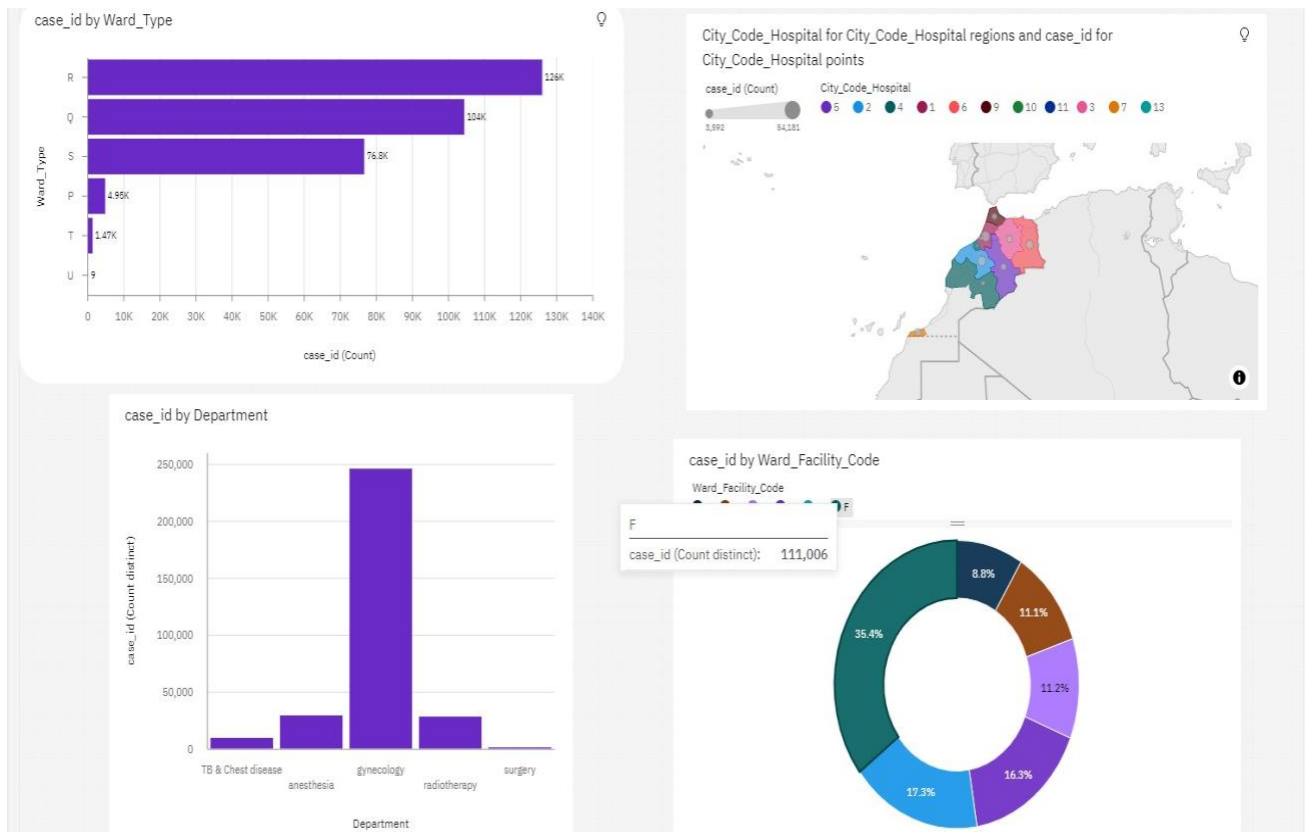 case_id by Ward_Type
Ward_Type
R
126K
Q
104K
S
76.8K
P
4.95K
T
1.47K
U
9
0 10K 20K 30K 40K 50K 60K 70K 80K 90K 100K 110K 120K 130K 140K
case_id (Count)
City_Code_Hospital for City_Code_Hospital regions and case_id for
City_Code_Hospital points
case_id (Count)
3,592 54,181
City_Code_Hospital
5 2 4 1 6 9 10 11 3 7 13
case_id by Department
case_id (Count distinct)
250,000
200,000
150,000
100,000
50,000
0
TB & Chest disease
anesthesia
gynecology
radiotherapy
surgery
Department
case_id by Ward_Facility_Code
Ward_Facility_Code
F
F
case_id (Count distinct): 111,006
8.8%
11.1%
11.2%
16.3%
17.3%
35.4%